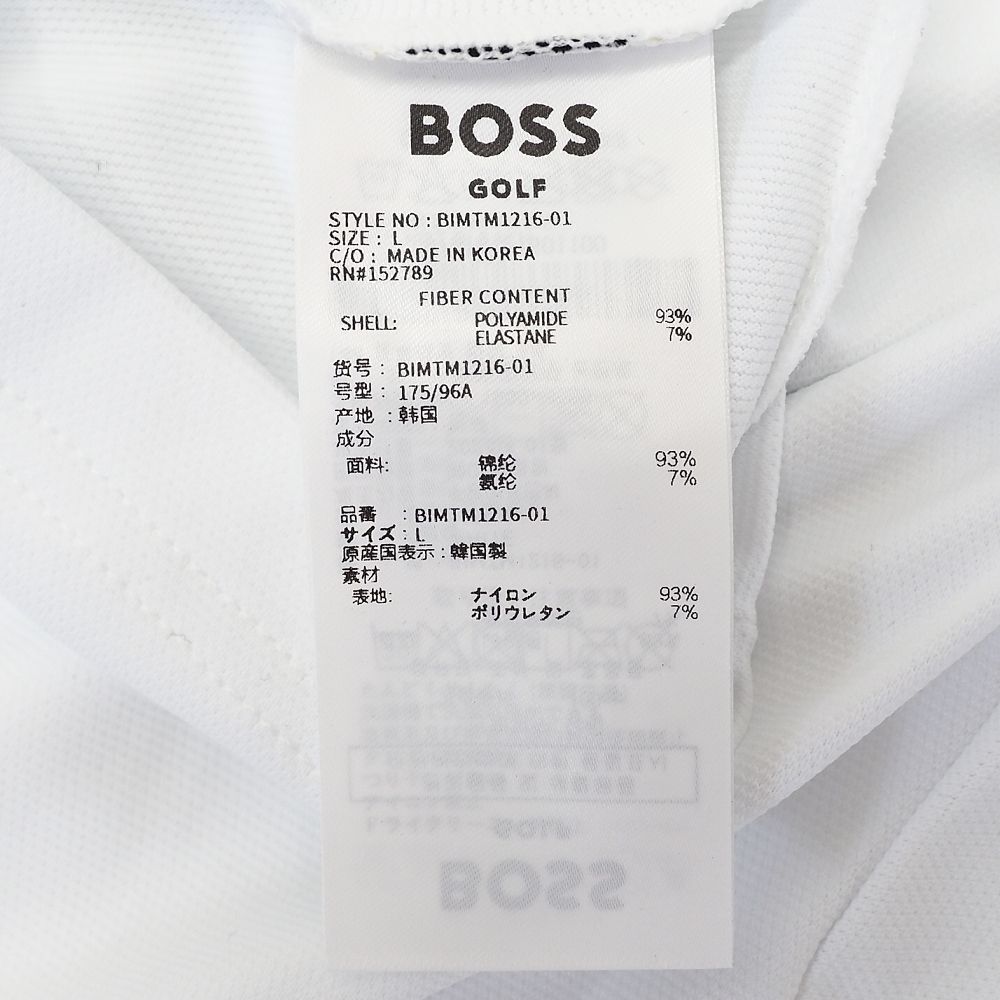 BOSS
GOLF
STYLE NO : BIMTM1216-01
SIZE : L
C/O : MADE IN KOREA
RN#152789
FIBER CONTENT
SHELL: POLYAMIDE 93%
ELASTANE 7%
货号 : BIMTM1216-01
号型 : 175/96A
产地 : 韩国
成分
面料: 锦纶 93%
氨纶 7%
品番 : BIMTM1216-01
サイズ : L
原産国表示 : 韓国製
素材
表地: ナイロン 93%
ポリウレタン 7%
GOLF
BOSS